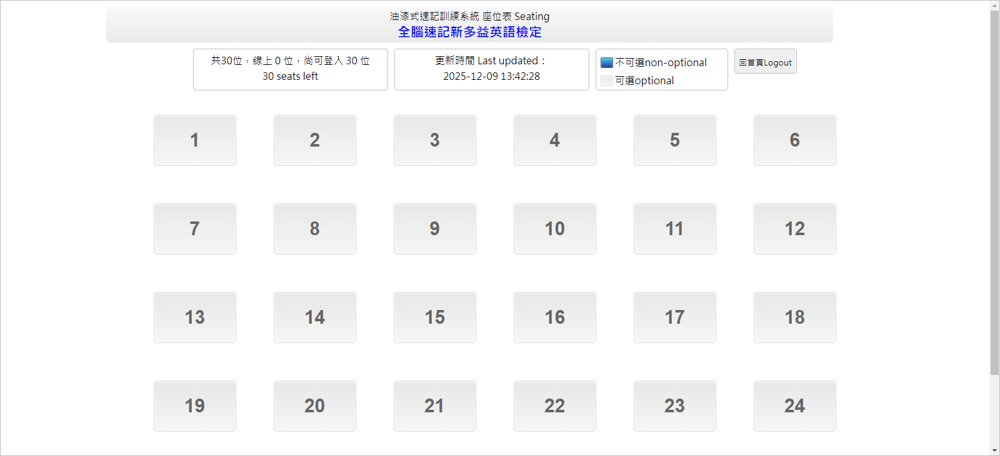 油漆式速記訓練系統 座位表 Seating
全腦速記新多益英語檢定
共30位，線上 0 位，尚可登入 30 位
30 seats left
更新時間 Last updated：
2025-12-09 13:42:28
不可選non-optional
可選optional
回首頁Logout
1 2 3 4 5 6
7 8 9 10 11 12
13 14 15 16 17 18
19 20 21 22 23 24